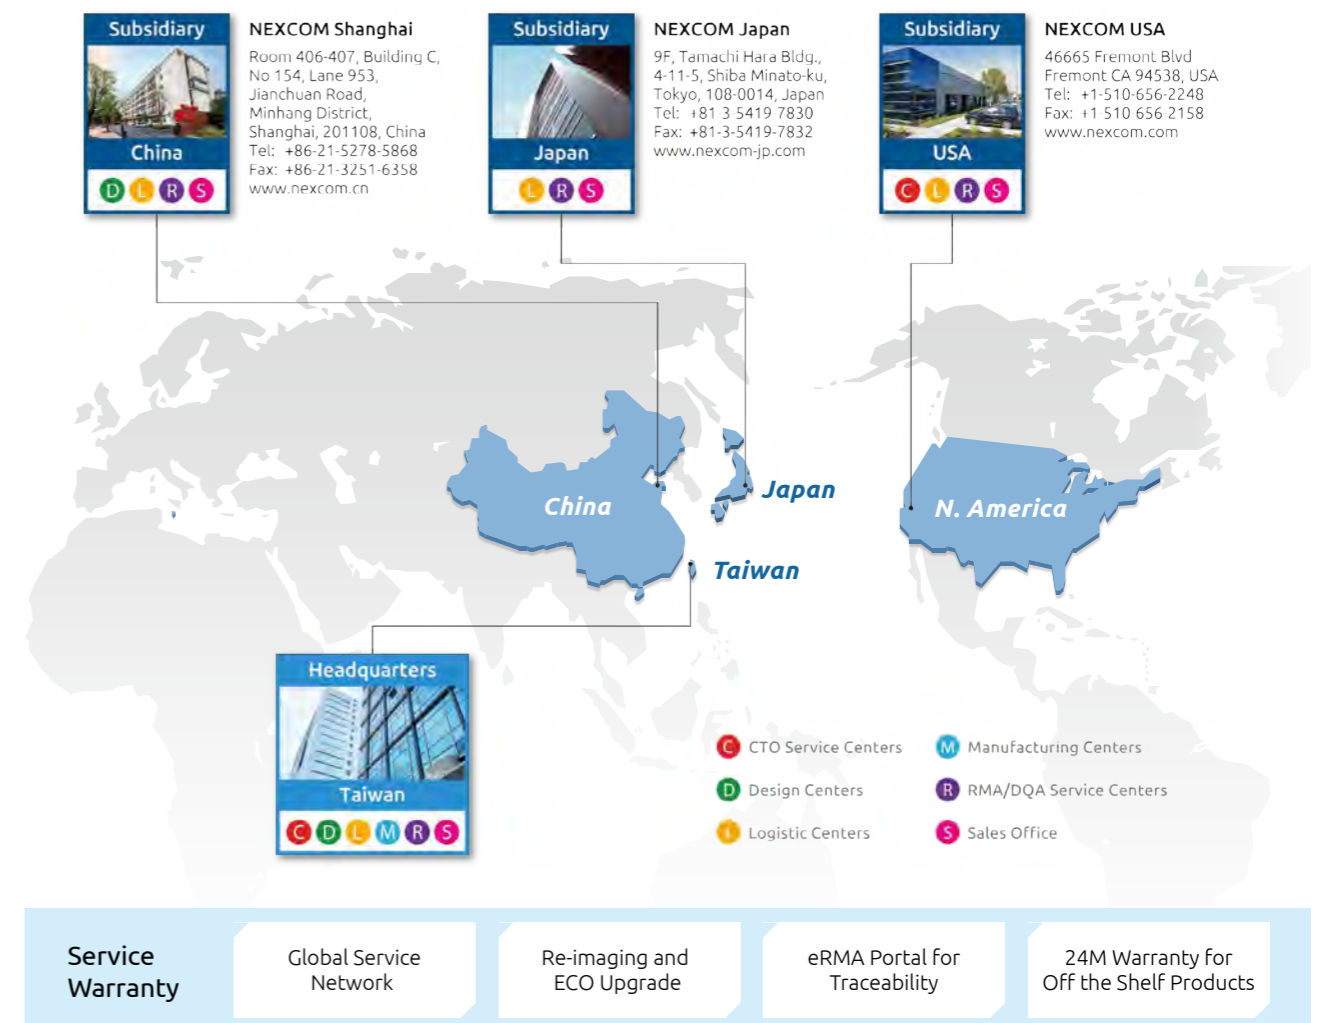 Subsidiary
China
D L R S
NEXCOM Shanghai
Room 406-407, Building C,
No 154, Lane 953,
Jianchuan Road,
Minhang District,
Shanghai, 201108, China
Tel: +86-21-5278-5868
Fax: +86-21-3251-6358
www.nexcom.cn
Subsidiary
Japan
L R S
NEXCOM Japan
9F, Tamachi Hara Bldg.,
4-11-5, Shiba Minato-ku,
Tokyo, 108-0014, Japan
Tel: +81-3-5419-7830
Fax: +81-3-5419-7832
www.nexcom-jp.com
Subsidiary
USA
C L R S
NEXCOM USA
46665 Fremont Blvd
Fremont CA 94538, USA
Tel: +1-510-656-2248
Fax: +1-510-656-2158
www.nexcom.com
China
Japan
Taiwan
N. America
Headquarters
Taiwan
C D L M R S
C CTO Service Centers
D Design Centers
L Logistic Centers
M Manufacturing Centers
R RMA/DQA Service Centers
S Sales Office
Service
Warranty
Global Service
Network
Re-imaging and
ECO Upgrade
eRMA Portal for
Traceability
24M Warranty for
Off the Shelf Products